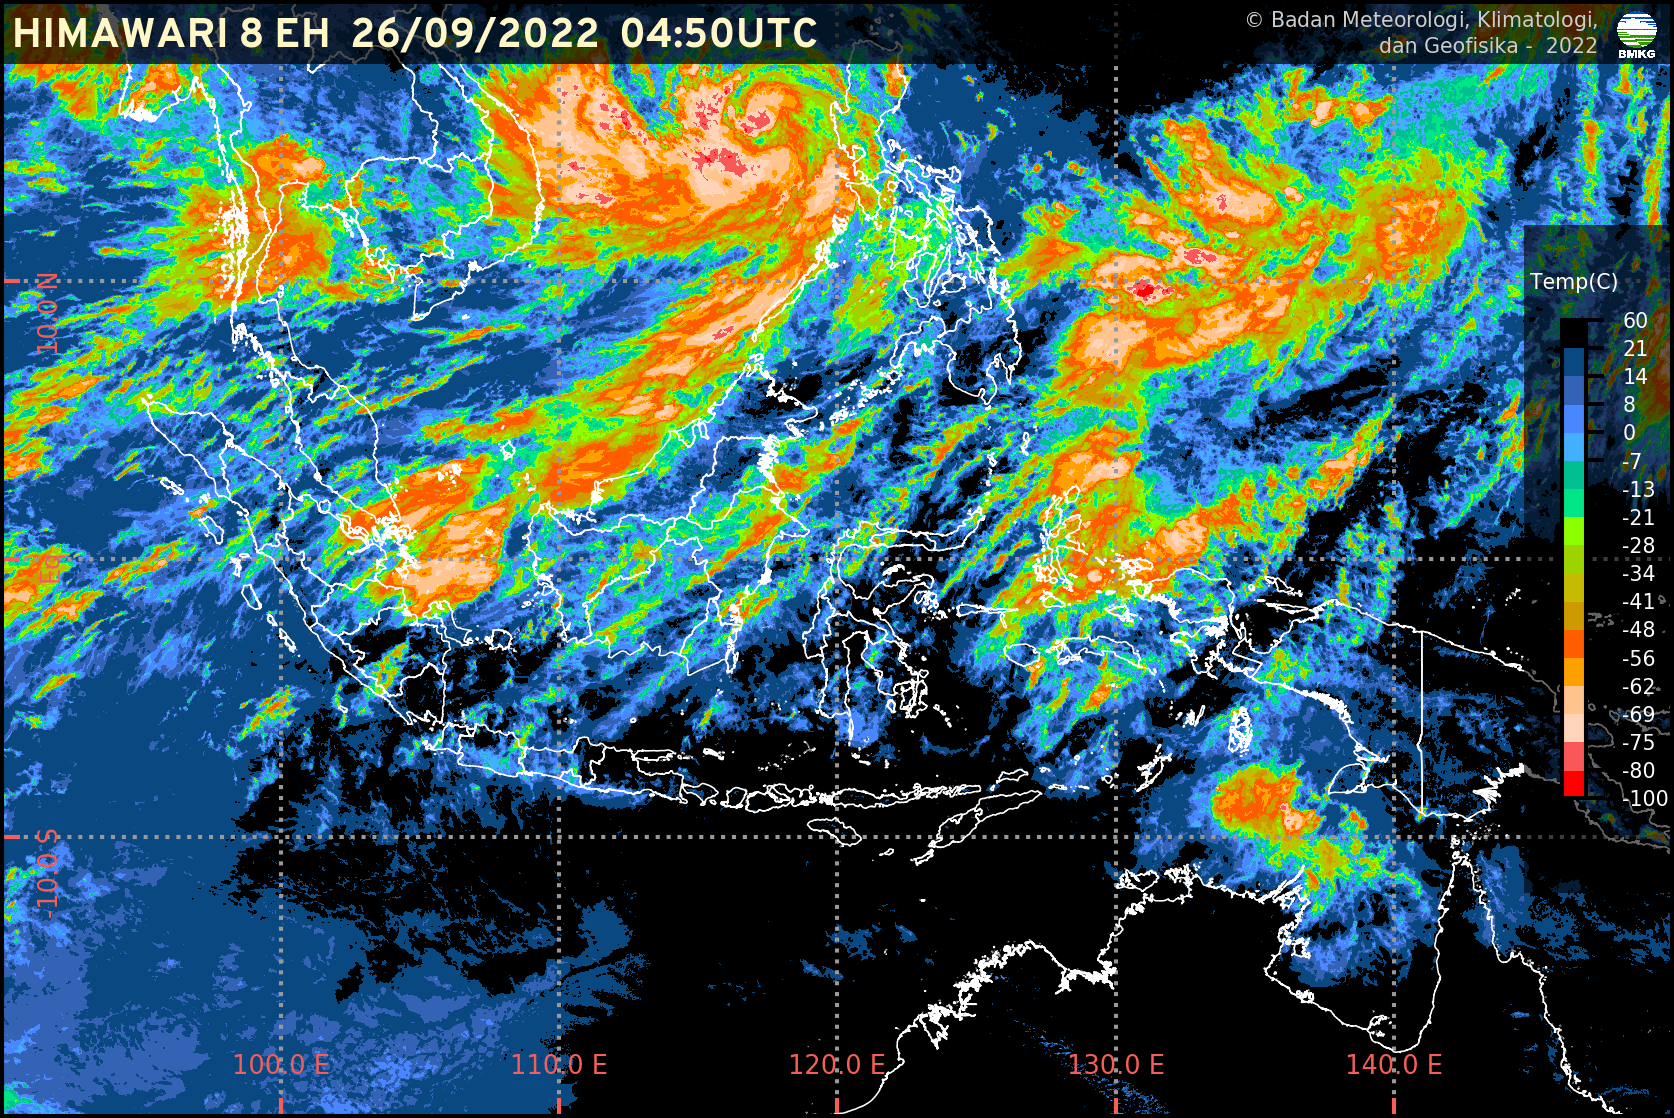 HIMAWARI 8 EH 26/09/2022 04:50UTC
© Badan Meteorologi, Klimatologi,
dan Geofisika - 2022
BMKG
10.0 N
Temp(C)
60
21
14
8
0
-7
-13
-21
-28
-34
-41
-48
-56
-62
-69
-75
-80
-100
Eq
-10.0 S
100.0 E
110.0 E
120.0 E
130.0 E
140.0 E